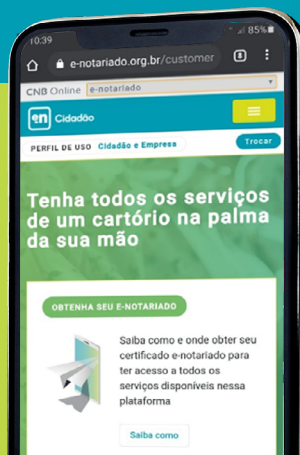 10:39
85%
e-notariado.org.br/customer
CNB Online e-notariado
en Cidadão
PERFIL DE USO Cidadão e Empresa Trocar
Tenha todos os serviços
de um cartório na palma
da sua mão
OBTENHA SEU E-NOTARIADO
Saiba como e onde obter seu
certificado e-notariado para
ter acesso a todos os
serviços disponíveis nessa
plataforma
Saiba como